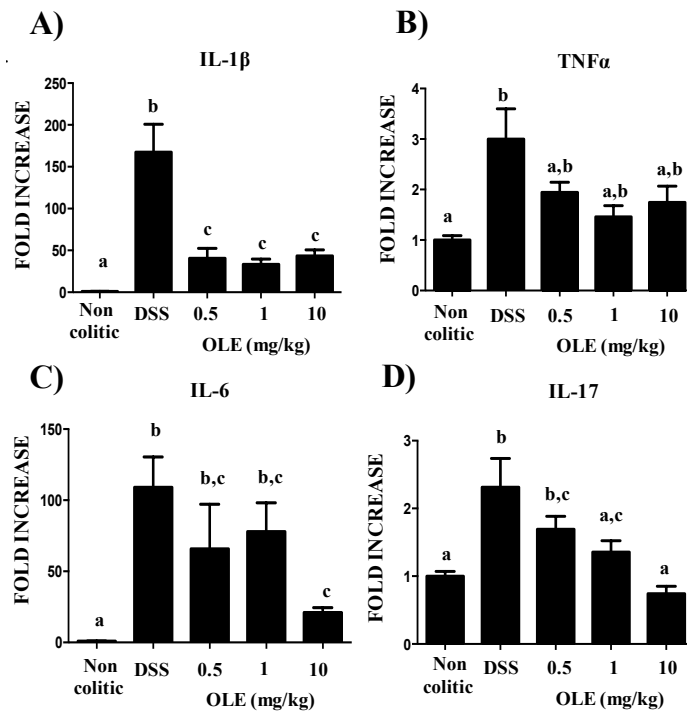 A)
IL-1β
FOLD INCREASE
250
200
150
100
50
0
a
b
c
c
c
Non
colitic
DSS
0.5
1
10
OLE (mg/kg)
B)
TNFα
FOLD INCREASE
4
3
2
1
0
a
b
a,b
a,b
a,b
Non
colitic
DSS
0.5
1
10
OLE (mg/kg)
C)
IL-6
FOLD INCREASE
150
100
50
0
a
b
b,c
b,c
c
Non
colitic
DSS
0.5
1
10
OLE (mg/kg)
D)
IL-17
FOLD INCREASE
3
2
1
0
a
b
b,c
a,c
a
Non
colitic
DSS
0.5
1
10
OLE (mg/kg)